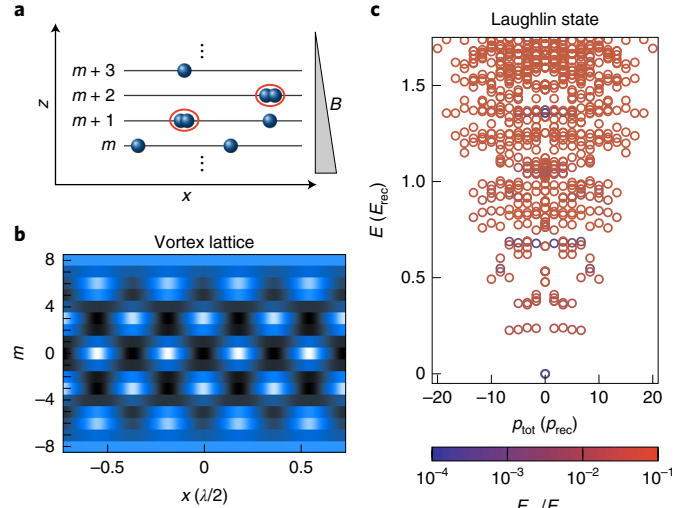 a
⋮
m + 3
m + 2
m + 1
m
⋮
z
x
B
b
Vortex lattice
8
4
0
−4
−8
m
−0.5
0
0.5
x (λ/2)
c
Laughlin state
1.5
1.0
0.5
0
E (E_rec)
−20
−10
0
10
20
p_tot (p_rec)
10⁻⁴
10⁻³
10⁻²
10⁻¹